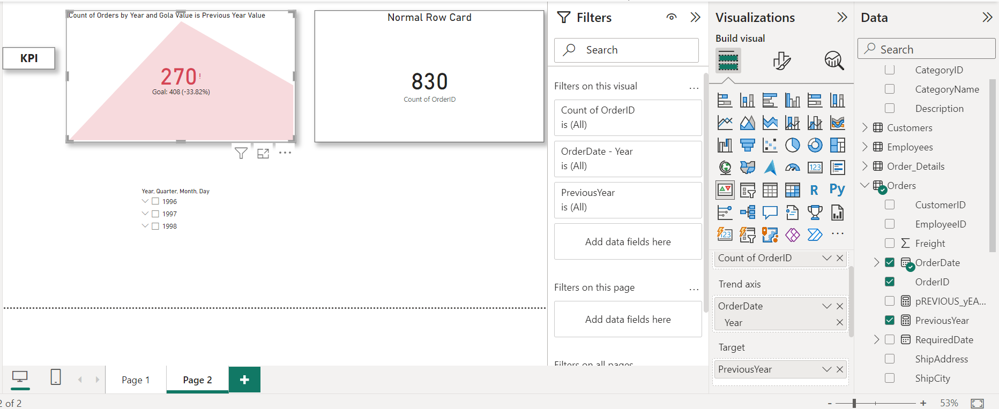 Count of Orders by Year and Gola Value is Previous Year Value
KPI
270!
Goal: 408 (-33.82%)
Normal Row Card
830
Count of OrderID
Year, Quarter, Month, Day
1996
1997
1998
Page 1
Page 2
+
2 of 2
Filters
Search
Filters on this visual
...
Count of OrderID
is (All)
OrderDate - Year
is (All)
PreviousYear
is (All)
Add data fields here
Filters on this page
...
Add data fields here
Filters on all pages
Visualizations
Build visual
123
123
R
Py
123
...
Count of OrderID
Trend axis
OrderDate
Year
Target
PreviousYear
Data
Search
CategoryID
CategoryName
Description
Customers
Employees
Order_Details
Orders
CustomerID
EmployeeID
Freight
OrderDate
OrderID
pREVIOUS_yEA...
PreviousYear
RequiredDate
ShipAddress
ShipCity
- + 53%